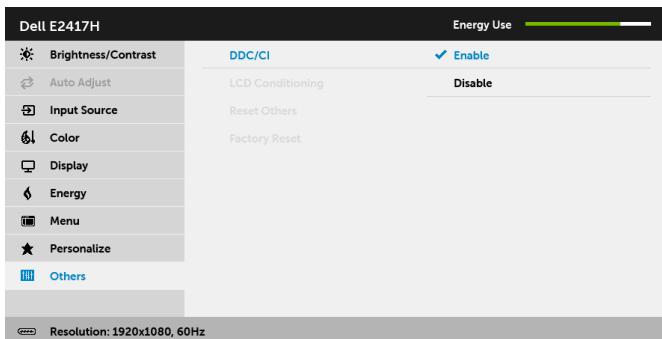 Dell E2417H Energy Use
Brightness/Contrast DDC/CI Enable
Auto Adjust LCD Conditioning Disable
Input Source Reset Others
Color Factory Reset
Display
Energy
Menu
Personalize
Others
Resolution: 1920x1080, 60Hz